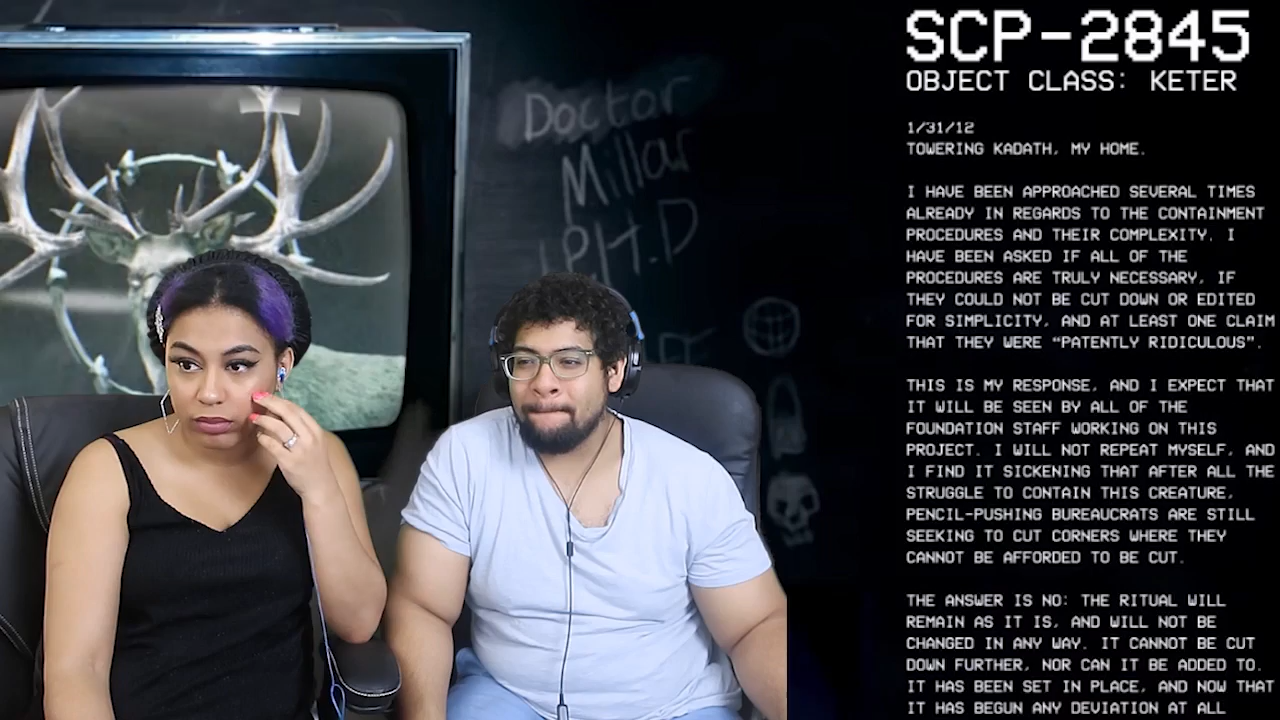 Doctor
Millar
PH.D
SCP-2845
OBJECT CLASS: KETER
1/31/12
TOWERING KADATH, MY HOME.
I HAVE BEEN APPROACHED SEVERAL TIMES
ALREADY IN REGARDS TO THE CONTAINMENT
PROCEDURES AND THEIR COMPLEXITY. I
HAVE BEEN ASKED IF ALL OF THE
PROCEDURES ARE TRULY NECESSARY, IF
THEY COULD NOT BE CUT DOWN OR EDITED
FOR SIMPLICITY, AND AT LEAST ONE CLAIM
THAT THEY WERE “PATENTLY RIDICULOUS”.
THIS IS MY RESPONSE, AND I EXPECT THAT
IT WILL BE SEEN BY ALL OF THE
FOUNDATION STAFF WORKING ON THIS
PROJECT. I WILL NOT REPEAT MYSELF, AND
I FIND IT SICKENING THAT AFTER ALL THE
STRUGGLE TO CONTAIN THIS CREATURE,
PENCIL-PUSHING BUREAUCRATS ARE STILL
SEEKING TO CUT CORNERS WHERE THEY
CANNOT BE AFFORDED TO BE CUT.
THE ANSWER IS NO: THE RITUAL WILL
REMAIN AS IT IS, AND WILL NOT BE
CHANGED IN ANY WAY. IT CANNOT BE CUT
DOWN FURTHER, NOR CAN IT BE ADDED TO.
IT HAS BEEN SET IN PLACE, AND NOW THAT
IT HAS BEGUN ANY DEVIATION AT ALL